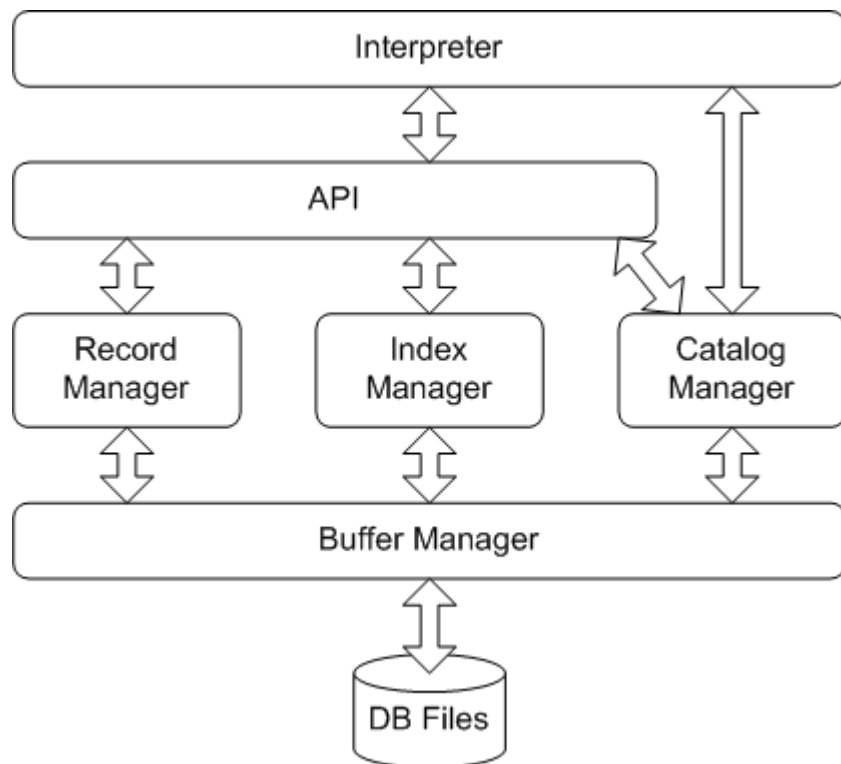 Interpreter
API
Record
Manager
Index
Manager
Catalog
Manager
Buffer Manager
DB Files